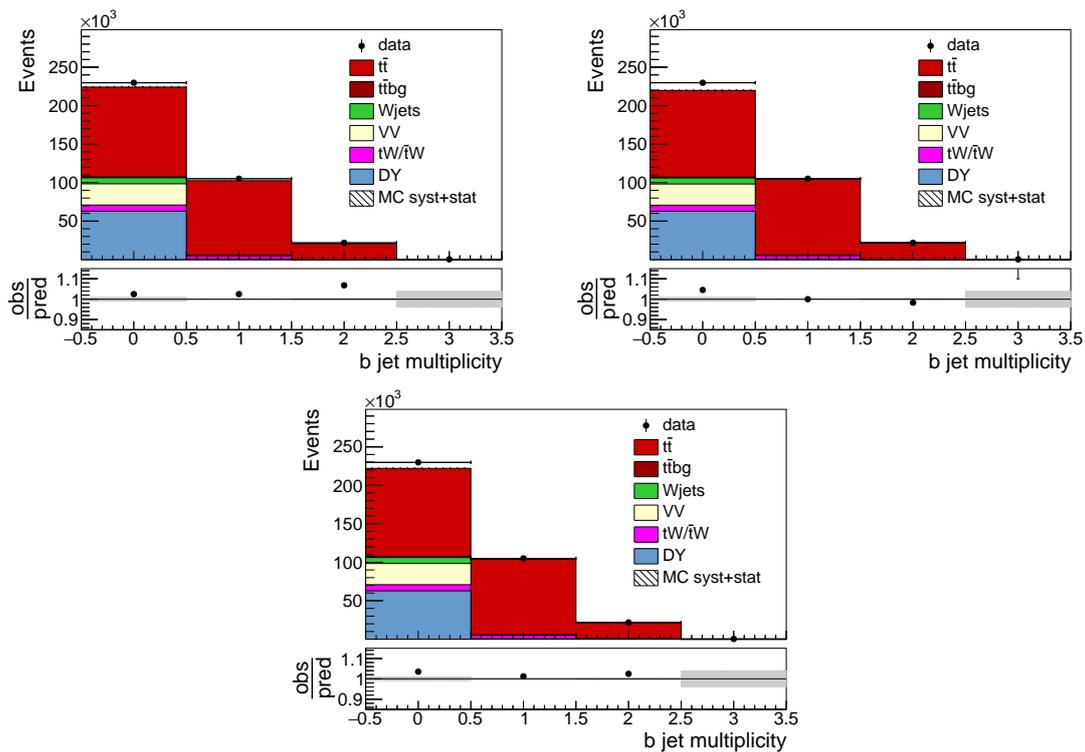 ×10³
Events
250
200
150
100
50
data
tt̄
tt̄bg
Wjets
VV
tW/t̄W
DY
MC syst+stat
obs
pred
1.1
1
0.9
−0.5 0 0.5 1 1.5 2 2.5 3 3.5
b jet multiplicity
×10³
Events
250
200
150
100
50
data
tt̄
tt̄bg
Wjets
VV
tW/t̄W
DY
MC syst+stat
obs
pred
1.1
1
0.9
−0.5 0 0.5 1 1.5 2 2.5 3 3.5
b jet multiplicity
×10³
Events
250
200
150
100
50
data
tt̄
tt̄bg
Wjets
VV
tW/t̄W
DY
MC syst+stat
obs
pred
1.1
1
0.9
−0.5 0 0.5 1 1.5 2 2.5 3 3.5
b jet multiplicity